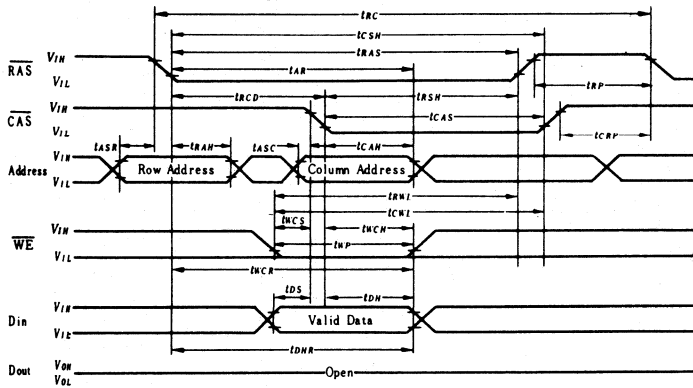 tRC
tCSH
tRAS
tAR
RAS VIH
VIL
tRP
tRCD tRSH
CAS VIH
VIL
tCAS
tCRP
tASR tRAH tASC tCAH
Address VIH
VIL
Row Address Column Address
tRWL
tCWL
tWCS tWCH
WE VIH
VIL
tWP
tWCR
tDS tDH
Din VIH
VIL
Valid Data
tDHR
Dout VOH
VOL
Open